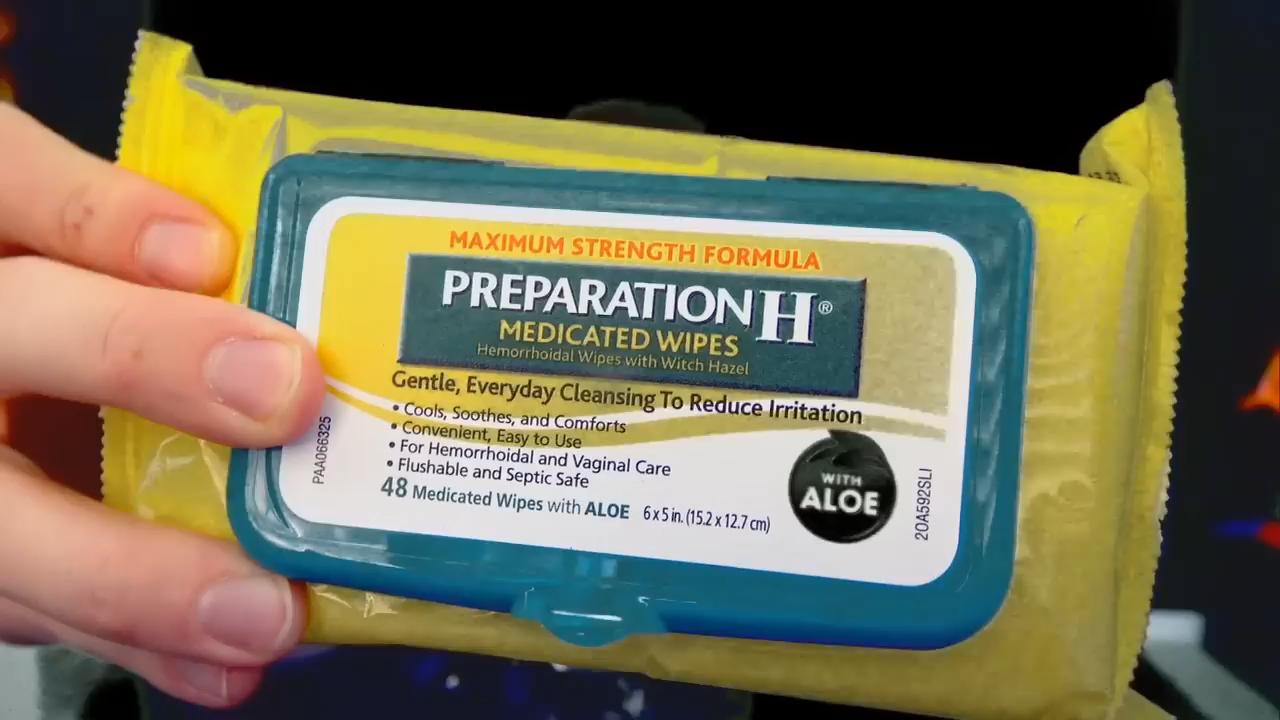 MAXIMUM STRENGTH FORMULA
PREPARATION H®
MEDICATED WIPES
Hemorrhoidal Wipes with Witch Hazel
Gentle, Everyday Cleansing To Reduce Irritation
• Cools, Soothes, and Comforts
• Convenient, Easy to Use
• For Hemorrhoidal and Vaginal Care
• Flushable and Septic Safe
48 Medicated Wipes with ALOE 6 x 5 in. (15.2 x 12.7 cm)
WITH
ALOE
PAA066325
20A592SLI